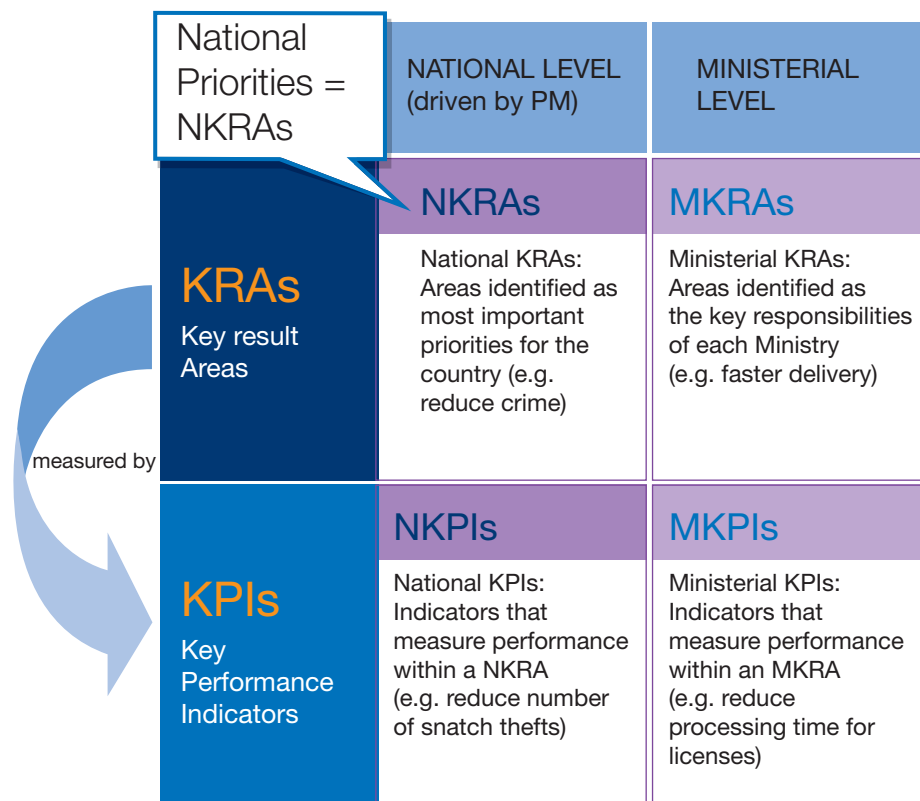 National
Priorities =
NKRAs
NATIONAL LEVEL
(driven by PM)
MINISTERIAL
LEVEL
KRAs
Key result
Areas
NKRAs
National KRAs:
Areas identified as
most important
priorities for the
country (e.g.
reduce crime)
MKRAs
Ministerial KRAs:
Areas identified as
the key responsibilities
of each Ministry
(e.g. faster delivery)
measured by
KPIs
Key
Performance
Indicators
NKPIs
National KPIs:
Indicators that
measure performance
within a NKRA
(e.g. reduce number
of snatch thefts)
MKPIs
Ministerial KPIs:
Indicators that
measure performance
within an MKRA
(e.g. reduce
processing time for
licenses)